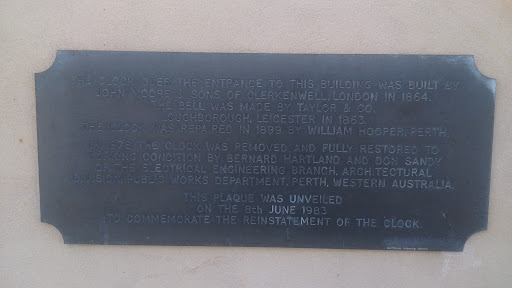 THE CLOCK OVER THE ENTRANCE TO THIS BUILDING WAS BUILT BY
JOHN MOORE & SONS OF CLERKENWELL, LONDON IN 1864.
THE BELL WAS MADE BY TAYLOR & CO.
LOUGHBOROUGH, LEICESTER IN 1863.
THE CLOCK WAS REPAIRED IN 1899 BY WILLIAM HOOPER, PERTH.
THE CLOCK WAS REMOVED AND FULLY RESTORED TO
WORKING CONDITION BY BERNARD HARTLAND AND DON SANDY
OF THE ELECTRICAL ENGINEERING BRANCH, ARCHITECTURAL
PUBLIC WORKS DEPARTMENT, PERTH, WESTERN AUSTRALIA.
THIS PLAQUE WAS UNVEILED
ON THE 8th JUNE 1983
TO COMMEMORATE THE REINSTATEMENT OF THE CLOCK.